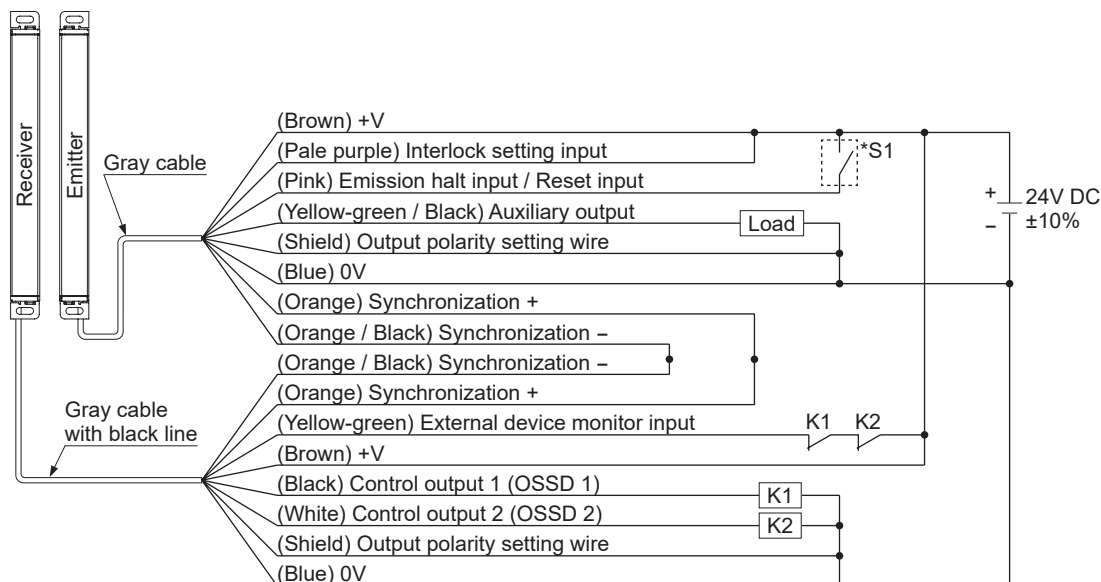 Receiver
Emitter
Gray cable
(Brown) +V
(Pale purple) Interlock setting input
*S1
(Pink) Emission halt input / Reset input
(Yellow-green / Black) Auxiliary output
Load
+
−
24V DC
±10%
(Shield) Output polarity setting wire
(Blue) 0V
(Orange) Synchronization +
(Orange / Black) Synchronization −
(Orange / Black) Synchronization −
(Orange) Synchronization +
Gray cable
with black line
(Yellow-green) External device monitor input
K1
K2
(Brown) +V
(Black) Control output 1 (OSSD 1)
K1
(White) Control output 2 (OSSD 2)
K2
(Shield) Output polarity setting wire
(Blue) 0V